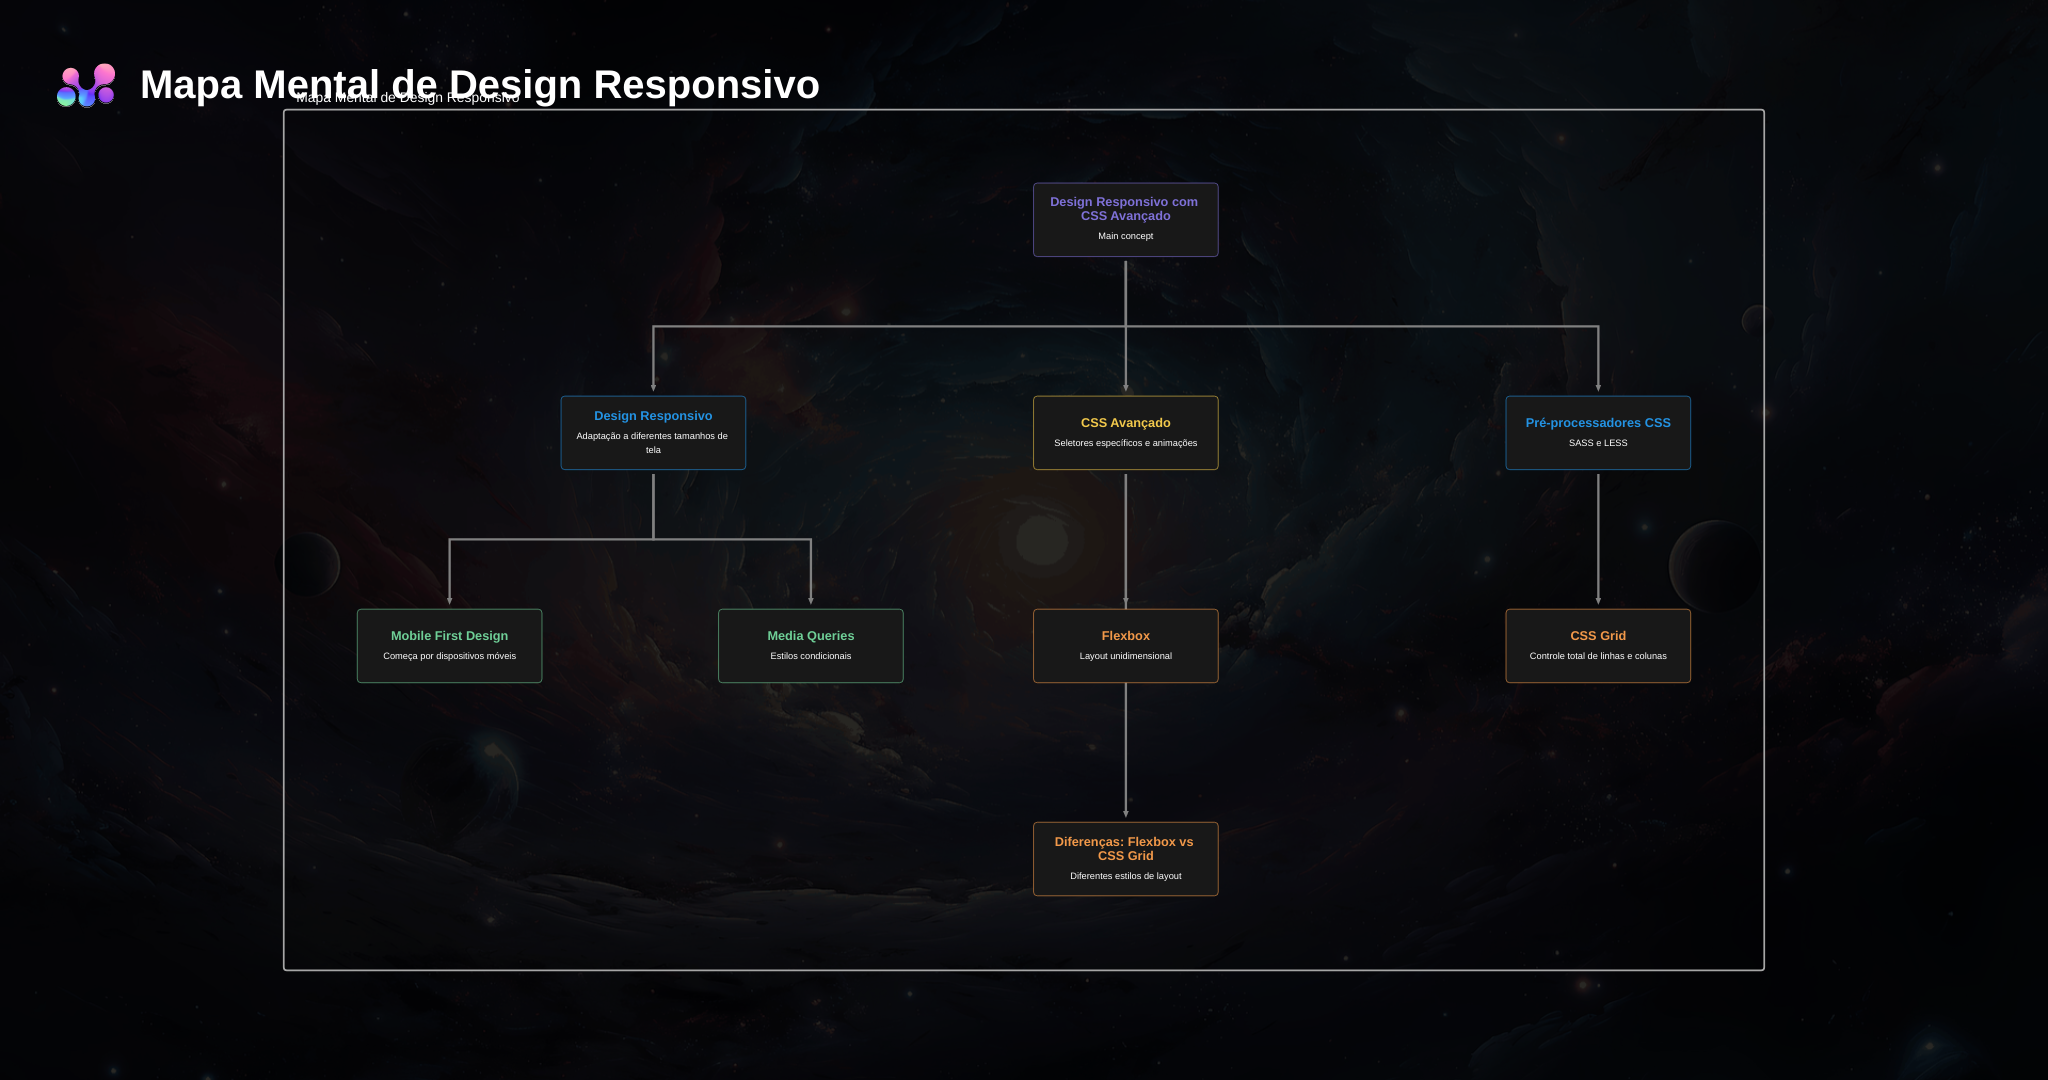 Mapa Mental de Design Responsivo
Mapa Mental de Design Responsivo
Design Responsivo com
CSS Avançado
Main concept
Design Responsivo
Adaptação a diferentes tamanhos de
tela
CSS Avançado
Seletores específicos e animações
Pré-processadores CSS
SASS e LESS
Mobile First Design
Começa por dispositivos móveis
Media Queries
Estilos condicionais
Flexbox
Layout unidimensional
CSS Grid
Controle total de linhas e colunas
Diferenças: Flexbox vs
CSS Grid
Diferentes estilos de layout